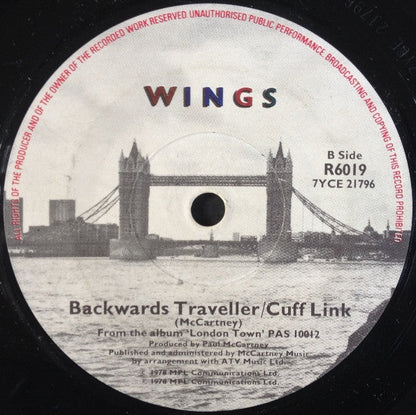 ALL RIGHTS OF THE PRODUCER AND OF THE OWNER OF THE RECORDED WORK RESERVED UNAUTHORISED PUBLIC PERFORMANCE, BROADCASTING AND COPYING OF THIS RECORD PROHIBITED
WINGS
B Side
R6019
7YCE 21796
Backwards Traveller/Cuff Link
(McCartney)
From the album 'London Town' PAS 10012
Produced by Paul McCartney
Published and administered by McCartney Music
by arrangement with ATV Music Ltd
℗ 1978 MPL Communications Ltd.
© 1978 MPL Communications Ltd.